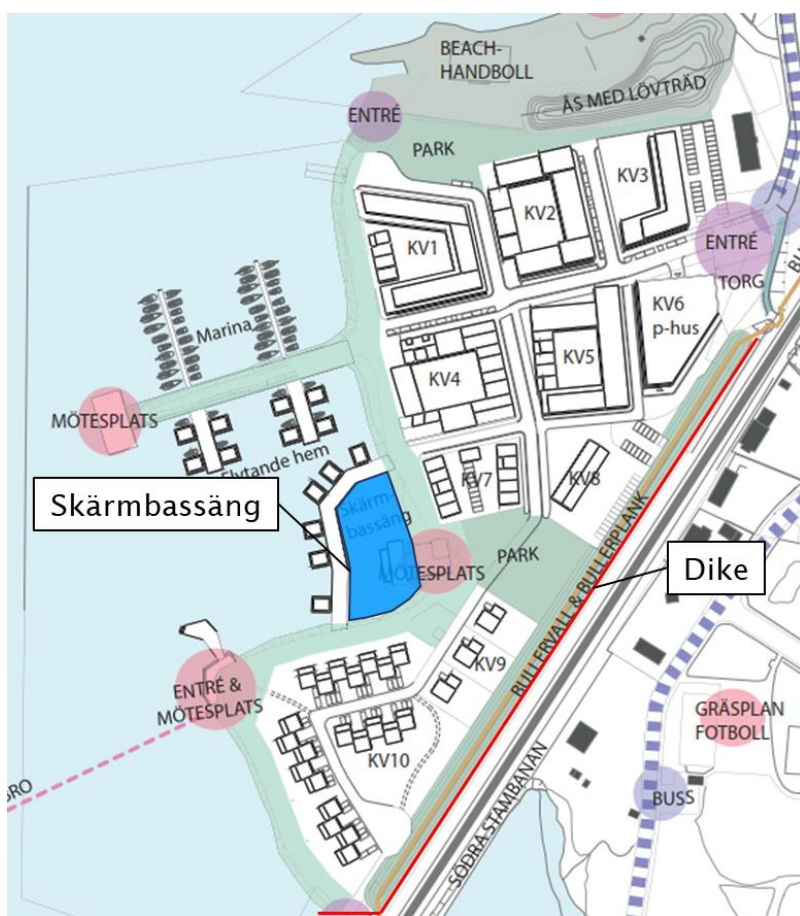 BEACH-
HANDBOLL
ÅS MED LÖVTRÄD
ENTRÉ
PARK
KV3
KV2
KV1
ENTRÉ
TORG
KV6
p-hus
Marina
KV5
KV4
MÖTESPLATS
Flytande hem
KV7
KV8
Skärmbassäng
Skärm-
bassäng
PARK
MÖTESPLATS
Dike
BULLERVALL & BULLERPLANK
KV9
ENTRÉ &
MÖTESPLATS
GRÄSPLAN
FOTBOLL
KV10
BRO
BUSS
SÖDRA STAMBANAN